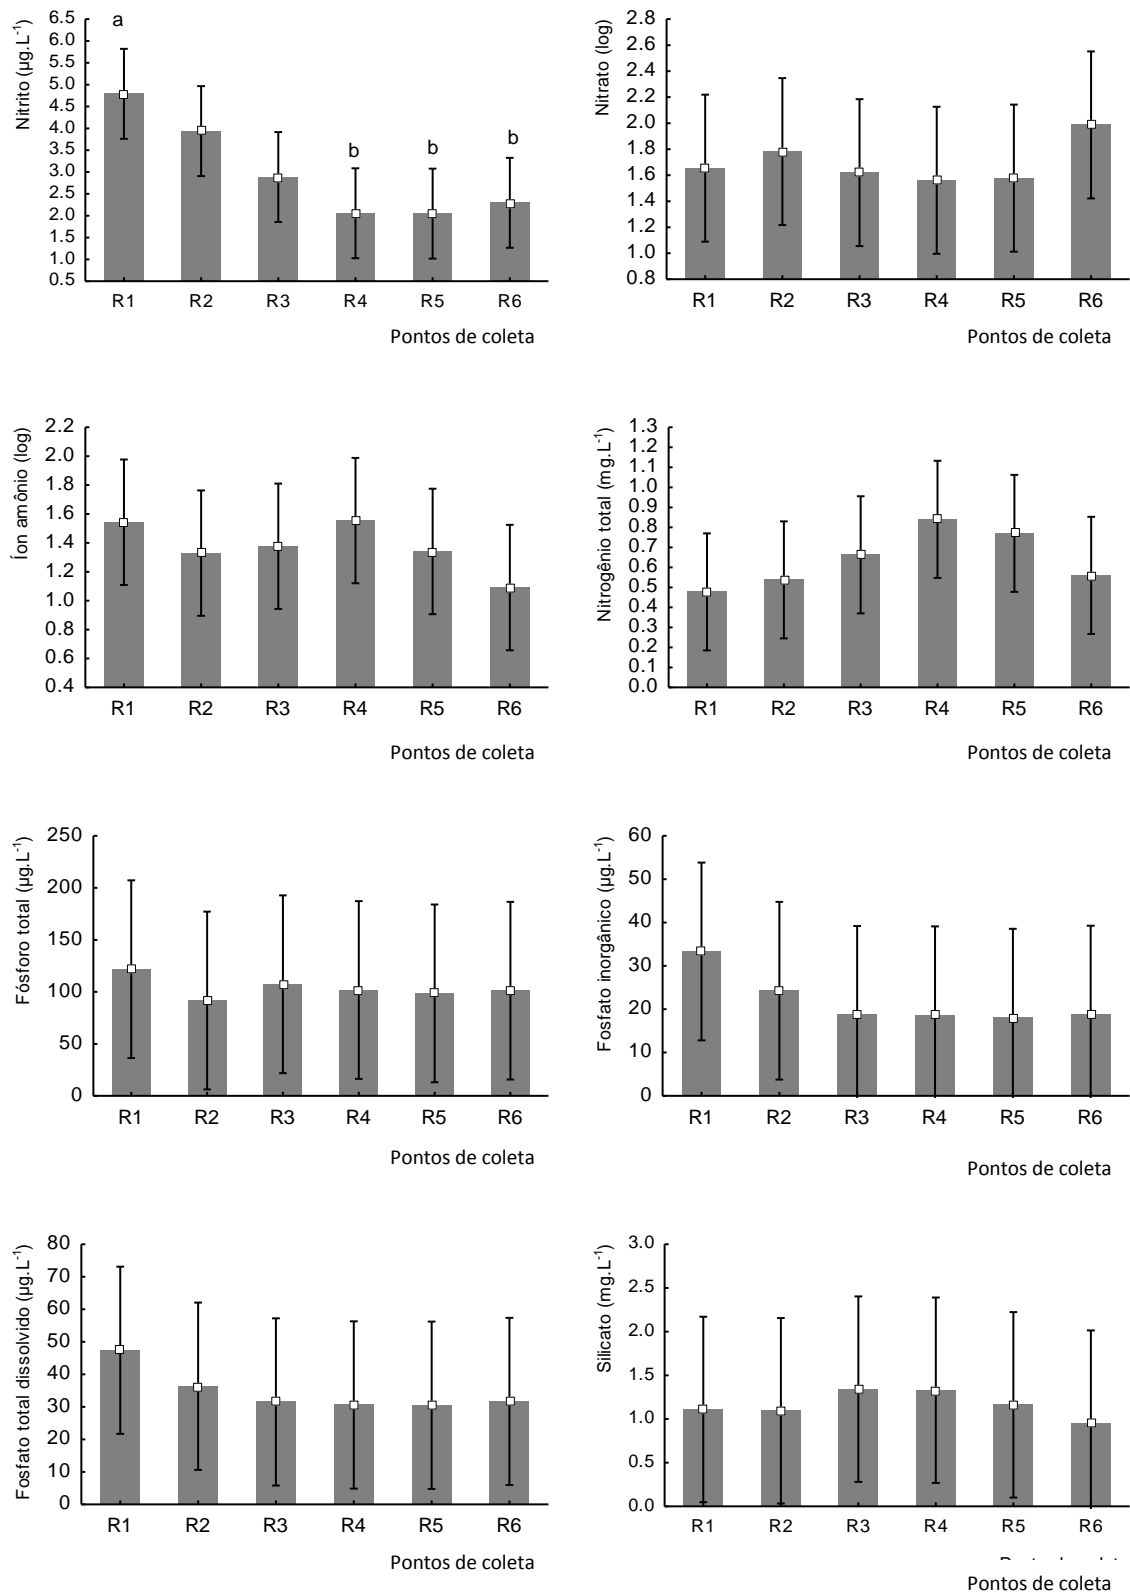 Nitrito (µg.L-1)
6.5
6.0
5.5
5.0
4.5
4.0
3.5
3.0
2.5
2.0
1.5
1.0
0.5
a
b
b
b
R1 R2 R3 R4 R5 R6
Pontos de coleta
Nitrato (log)
2.8
2.6
2.4
2.2
2.0
1.8
1.6
1.4
1.2
1.0
0.8
R1 R2 R3 R4 R5 R6
Pontos de coleta
Íon amônio (log)
2.2
2.0
1.8
1.6
1.4
1.2
1.0
0.8
0.6
0.4
R1 R2 R3 R4 R5 R6
Pontos de coleta
Nitrogênio total (mg.L-1)
1.3
1.2
1.1
1.0
0.9
0.8
0.7
0.6
0.5
0.4
0.3
0.2
0.1
0.0
R1 R2 R3 R4 R5 R6
Pontos de coleta
Fósforo total (µg.L-1)
250
200
150
100
50
0
R1 R2 R3 R4 R5 R6
Pontos de coleta
Fosfato inorgânico (µg.L-1)
60
50
40
30
20
10
0
R1 R2 R3 R4 R5 R6
Pontos de coleta
Fosfato total dissolvido (µg.L-1)
80
70
60
50
40
30
20
10
0
R1 R2 R3 R4 R5 R6
Pontos de coleta
Silicato (mg.L-1)
3.0
2.5
2.0
1.5
1.0
0.5
0.0
R1 R2 R3 R4 R5 R6
Pontos de coleta